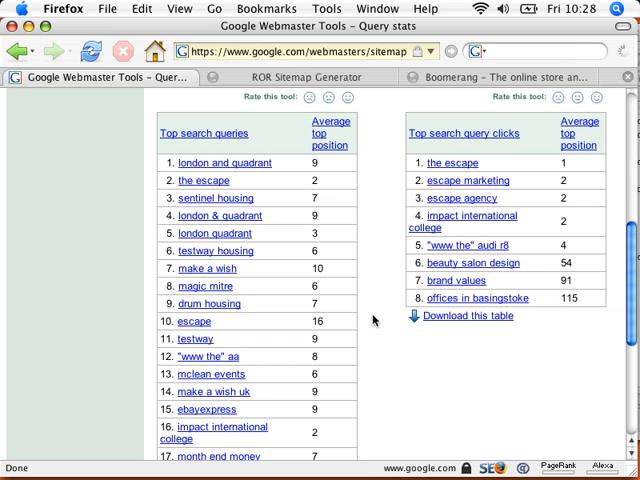 Firefox File Edit View Go Bookmarks Tools Window Help Fri 10:28
Google Webmaster Tools – Query stats
https://www.google.com/webmasters/sitemap
Google Webmaster Tools – Quer... ROR Sitemap Generator Boomerang – The online store an...
Rate this tool: Rate this tool:
Top search queries Average top position
1. london and quadrant 9
2. the escape 2
3. sentinel housing 7
4. london & quadrant 9
5. london quadrant 3
6. testway housing 6
7. make a wish 10
8. magic mitre 6
9. drum housing 7
10. escape 16
11. testway 9
12. "www the" aa 8
13. mclean events 6
14. make a wish uk 9
15. ebayexpress 9
16. impact international college 2
17. month end money 7
Top search query clicks Average top position
1. the escape 1
2. escape marketing 2
3. escape agency 2
4. impact international college 2
5. "www the" audi r8 4
6. beauty salon design 54
7. brand values 91
8. offices in basingstoke 115
Download this table
Done www.google.com SEO @ PageRank Alexa